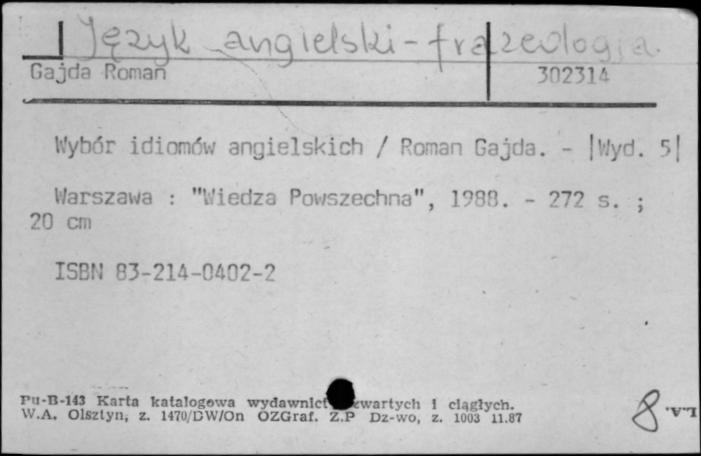 Język angielski - frazeologia.
Gajda Roman 302314
Wybór idiomów angielskich / Roman Gajda. - |Wyd. 5|
Warszawa : "Wiedza Powszechna", 1988. - 272 s. ;
20 cm
ISBN 83-214-0402-2
Pu-B-143 Karta katalogowa wydawnict zwartych i ciągłych.
W.A. Olsztyn, z. 1470/DW/On OZGraf. Z.P Dz-wo, z. 1003 11.87
8